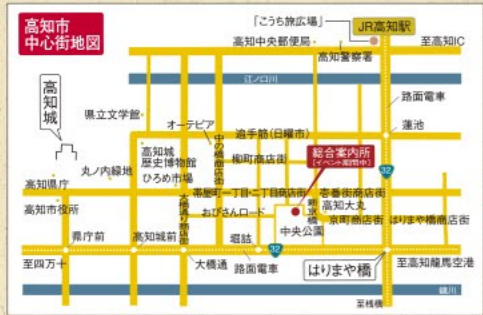 高知市
中心街地図
「こうち旅広場」
JR高知駅
高知中央郵便局
高知警察署
至高知IC
江ノ口川
高知城
県立文学館
オーテピア
中の橋商店街
追手筋(日曜市)
路面電車
蓮池
柳町商店街
総合案内所
[イベント期間中]
32
高知城
歴史博物館
丸ノ内緑地
ひろめ市場
高知県庁
帯屋町一丁目・二丁目商店街
壱番街商店街
高知市役所
大橋通り商店街
おびさんロード
新京橋
高知大丸
中央公園
京町商店街
はりまや橋商店街
県庁前
高知城前
堀詰
32
至四万十
大橋通
路面電車
はりまや橋
至高知龍馬空港
鏡川
至桟橋